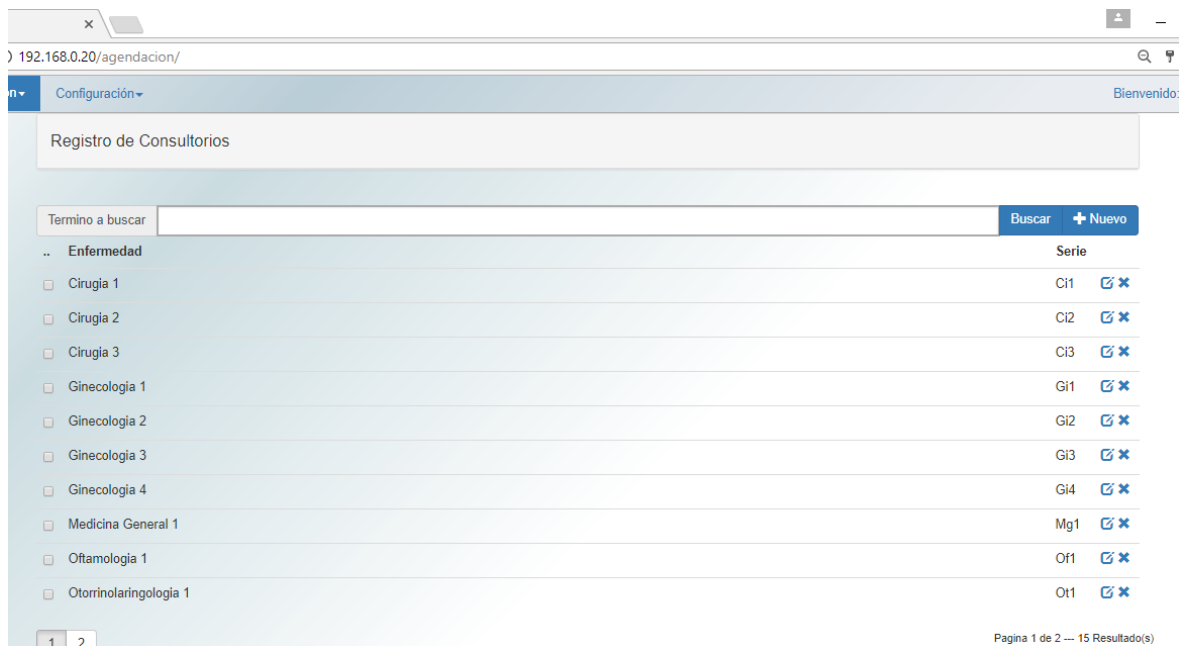 192.168.0.20/agendacion/
ón Configuración Bienvenido:
Registro de Consultorios
Termino a buscar Buscar Nuevo
.. Enfermedad Serie
Cirugia 1 Ci1
Cirugia 2 Ci2
Cirugia 3 Ci3
Ginecologia 1 Gi1
Ginecologia 2 Gi2
Ginecologia 3 Gi3
Ginecologia 4 Gi4
Medicina General 1 Mg1
Oftamologia 1 Of1
Otorrinolaringologia 1 Ot1
1 2 Pagina 1 de 2 --- 15 Resultado(s)